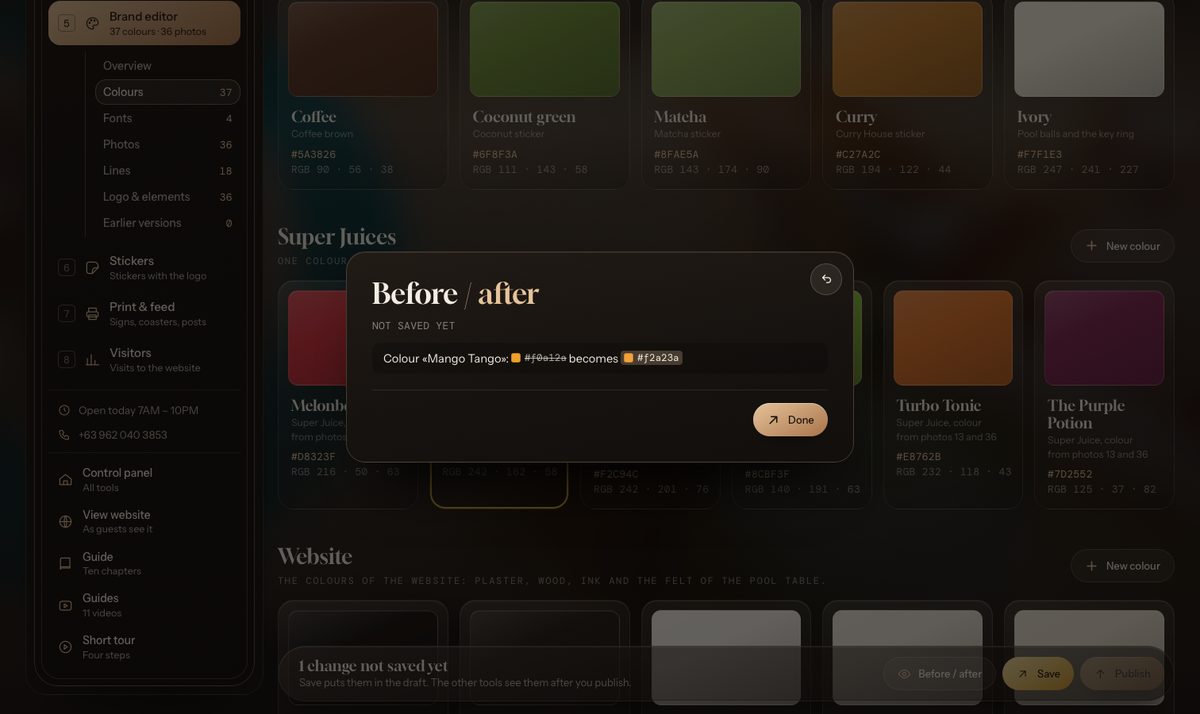 5
Brand editor
37 colours · 36 photos
Overview
Colours 37
Fonts 4
Photos 36
Lines 18
Logo & elements 36
Earlier versions 0
6
Stickers
Stickers with the logo
7
Print & feed
Signs, coasters, posts
8
Visitors
Visits to the website
Open today 7AM – 10PM
+63 962 040 3853
Control panel
All tools
View website
As guests see it
Guide
Ten chapters
Guides
11 videos
Short tour
Four steps
Coffee
Coffee brown
#5A3826
RGB 90 · 56 · 38
Coconut green
Coconut sticker
#6F8F3A
RGB 111 · 143 · 58
Matcha
Matcha sticker
#8FAE5A
RGB 143 · 174 · 90
Curry
Curry House sticker
#C27A2C
RGB 194 · 122 · 44
Ivory
Pool balls and the key ring
#F7F1E3
RGB 247 · 241 · 227
Super Juices
ONE COLOUR
New colour
Before / after
NOT SAVED YET
Colour «Mango Tango»: #f0a12a becomes #f2a23a
Done
Melonb
Super Juice,
from photos
#D8323F
RGB 216 · 50 · 63
RGB 242 · 162 · 58
#F2C94C
RGB 242 · 201 · 76
#8CBF3F
RGB 140 · 191 · 63
Turbo Tonic
Super Juice, colour
from photos 13 and 36
#E8762B
RGB 232 · 118 · 43
The Purple
Potion
Super Juice, colour
from photos 13 and 36
#7D2552
RGB 125 · 37 · 82
Website
THE COLOURS OF THE WEBSITE: PLASTER, WOOD, INK AND THE FELT OF THE POOL TABLE.
New colour
1 change not saved yet
Save puts them in the draft. The other tools see them after you publish.
Before / after
Save
Publish